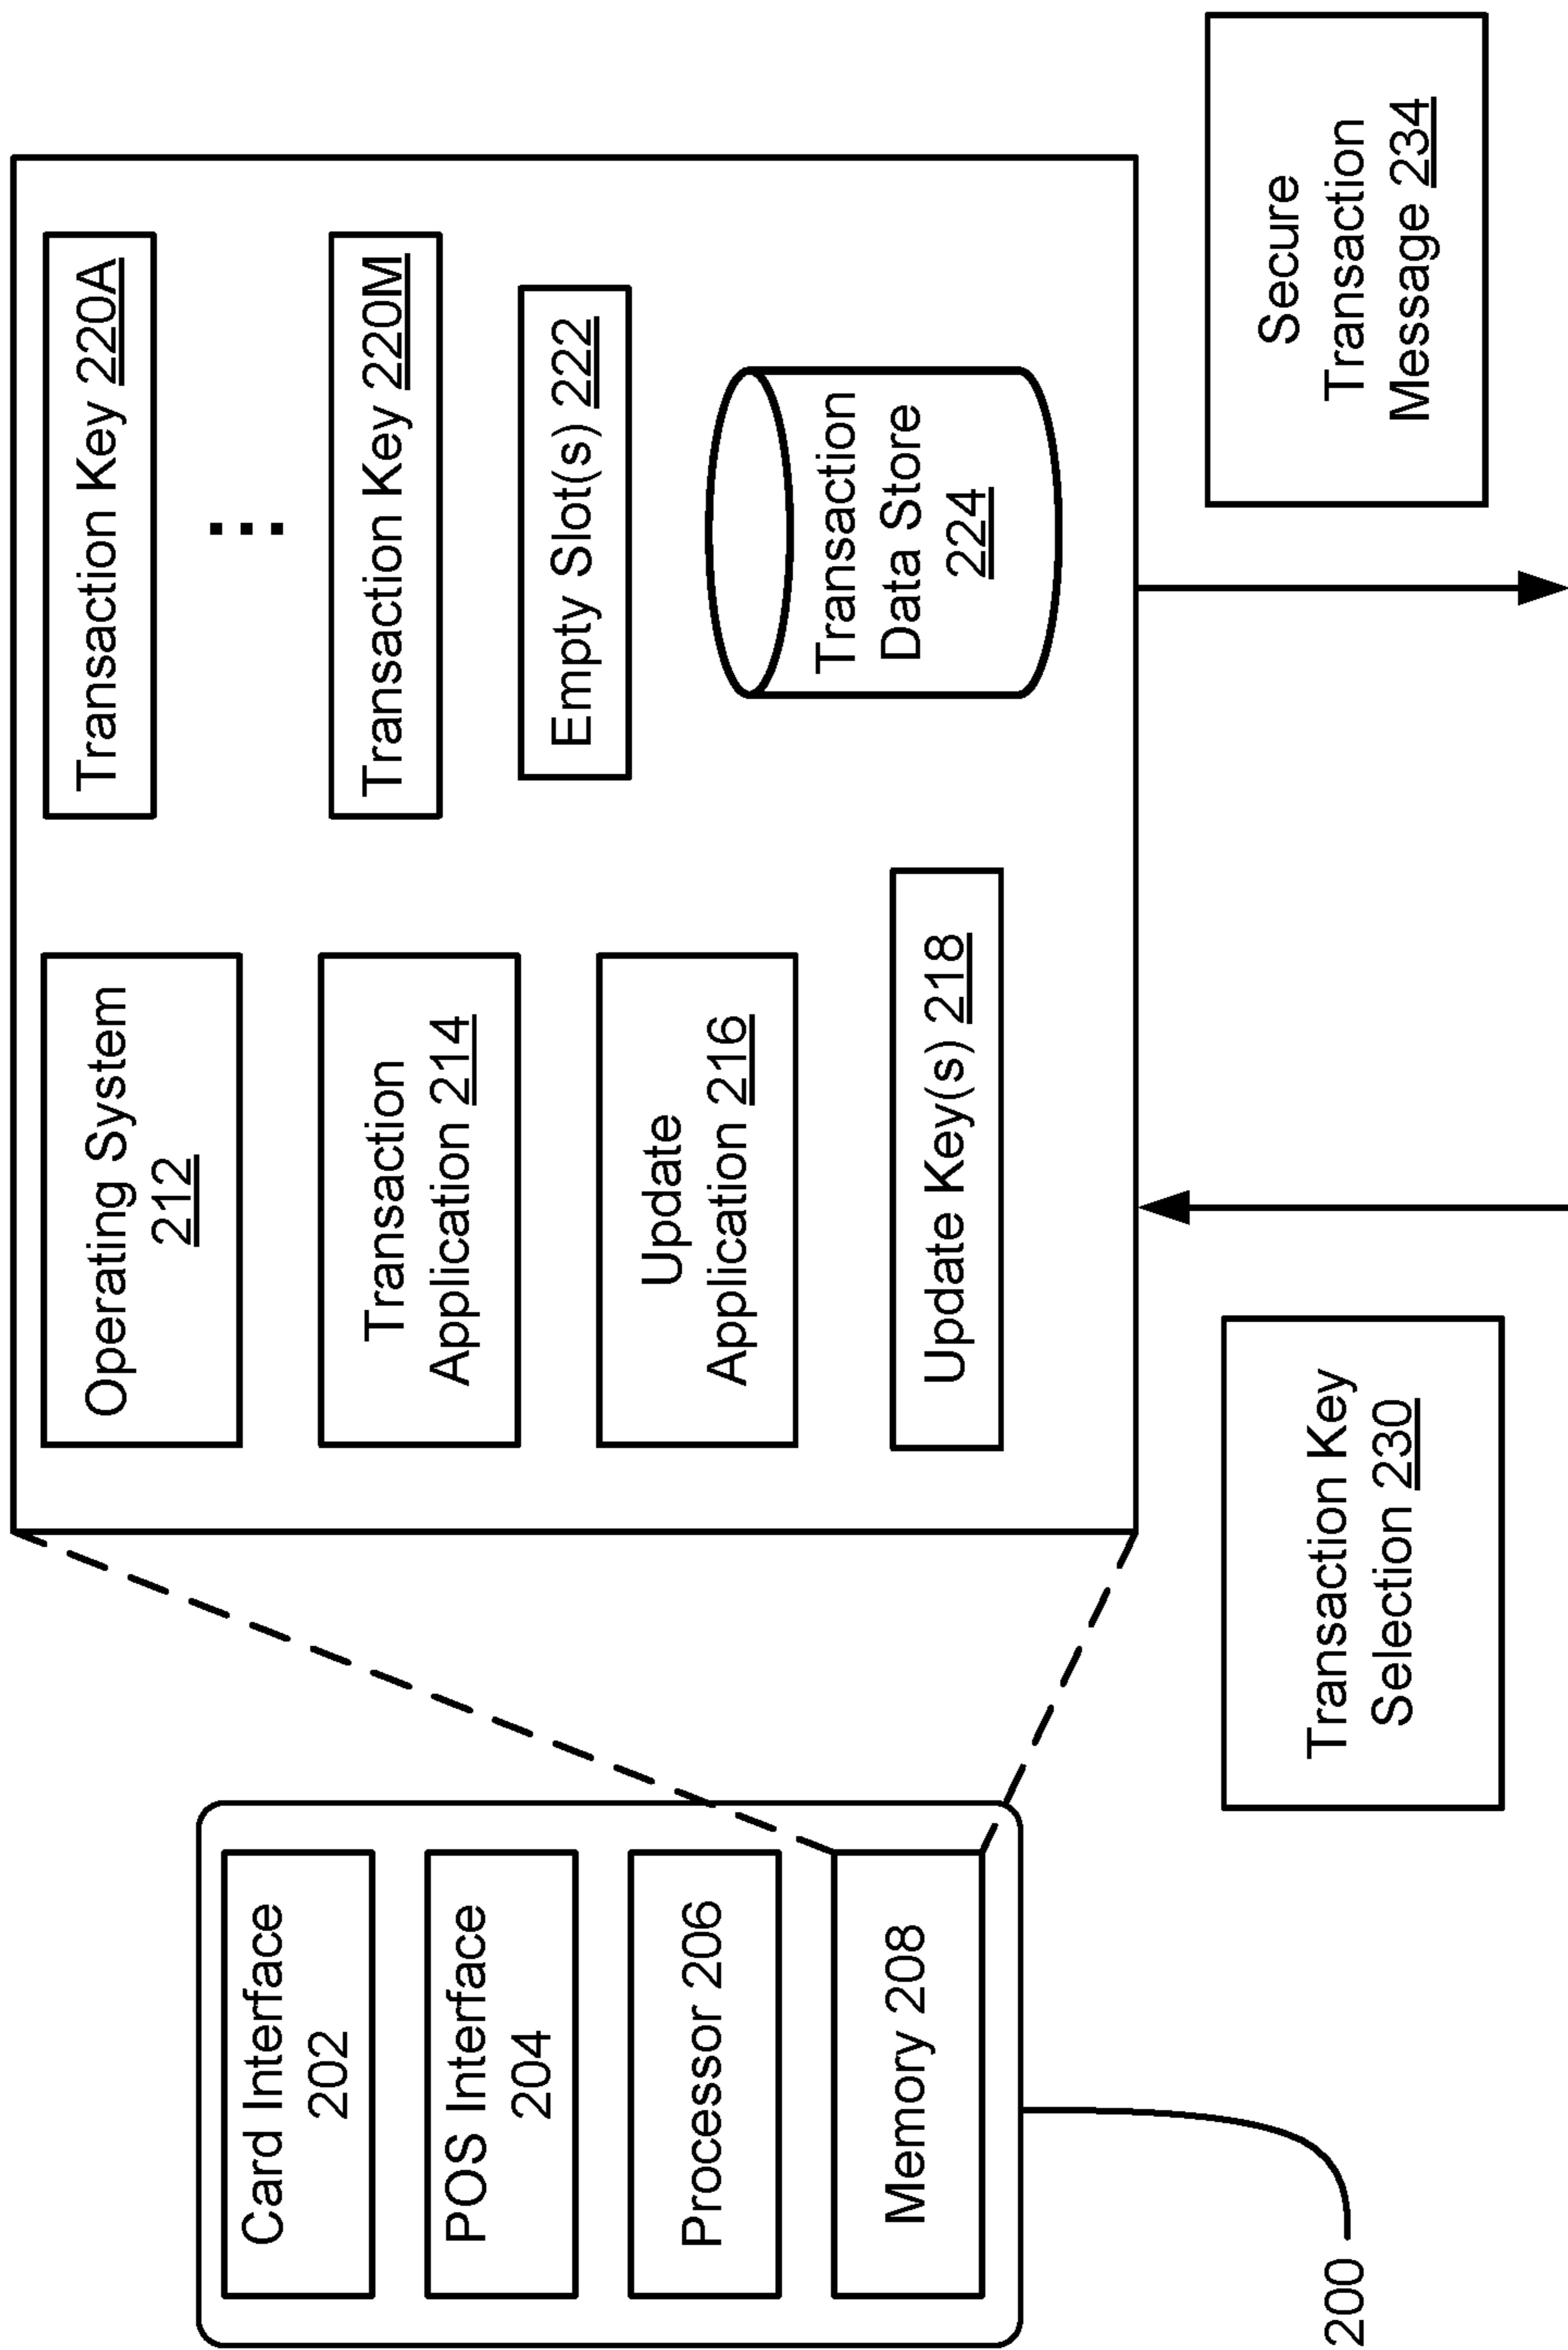 Card Interface
202
POS Interface
204
Processor 206
Memory 208
200
Operating System
212
Transaction
Application 214
Update
Application 216
Update Key(s) 218
Transaction Key 220A
Transaction Key 220M
Empty Slot(s) 222
Transaction
Data Store
224
Transaction Key
Selection 230
Secure
Transaction
Message 234